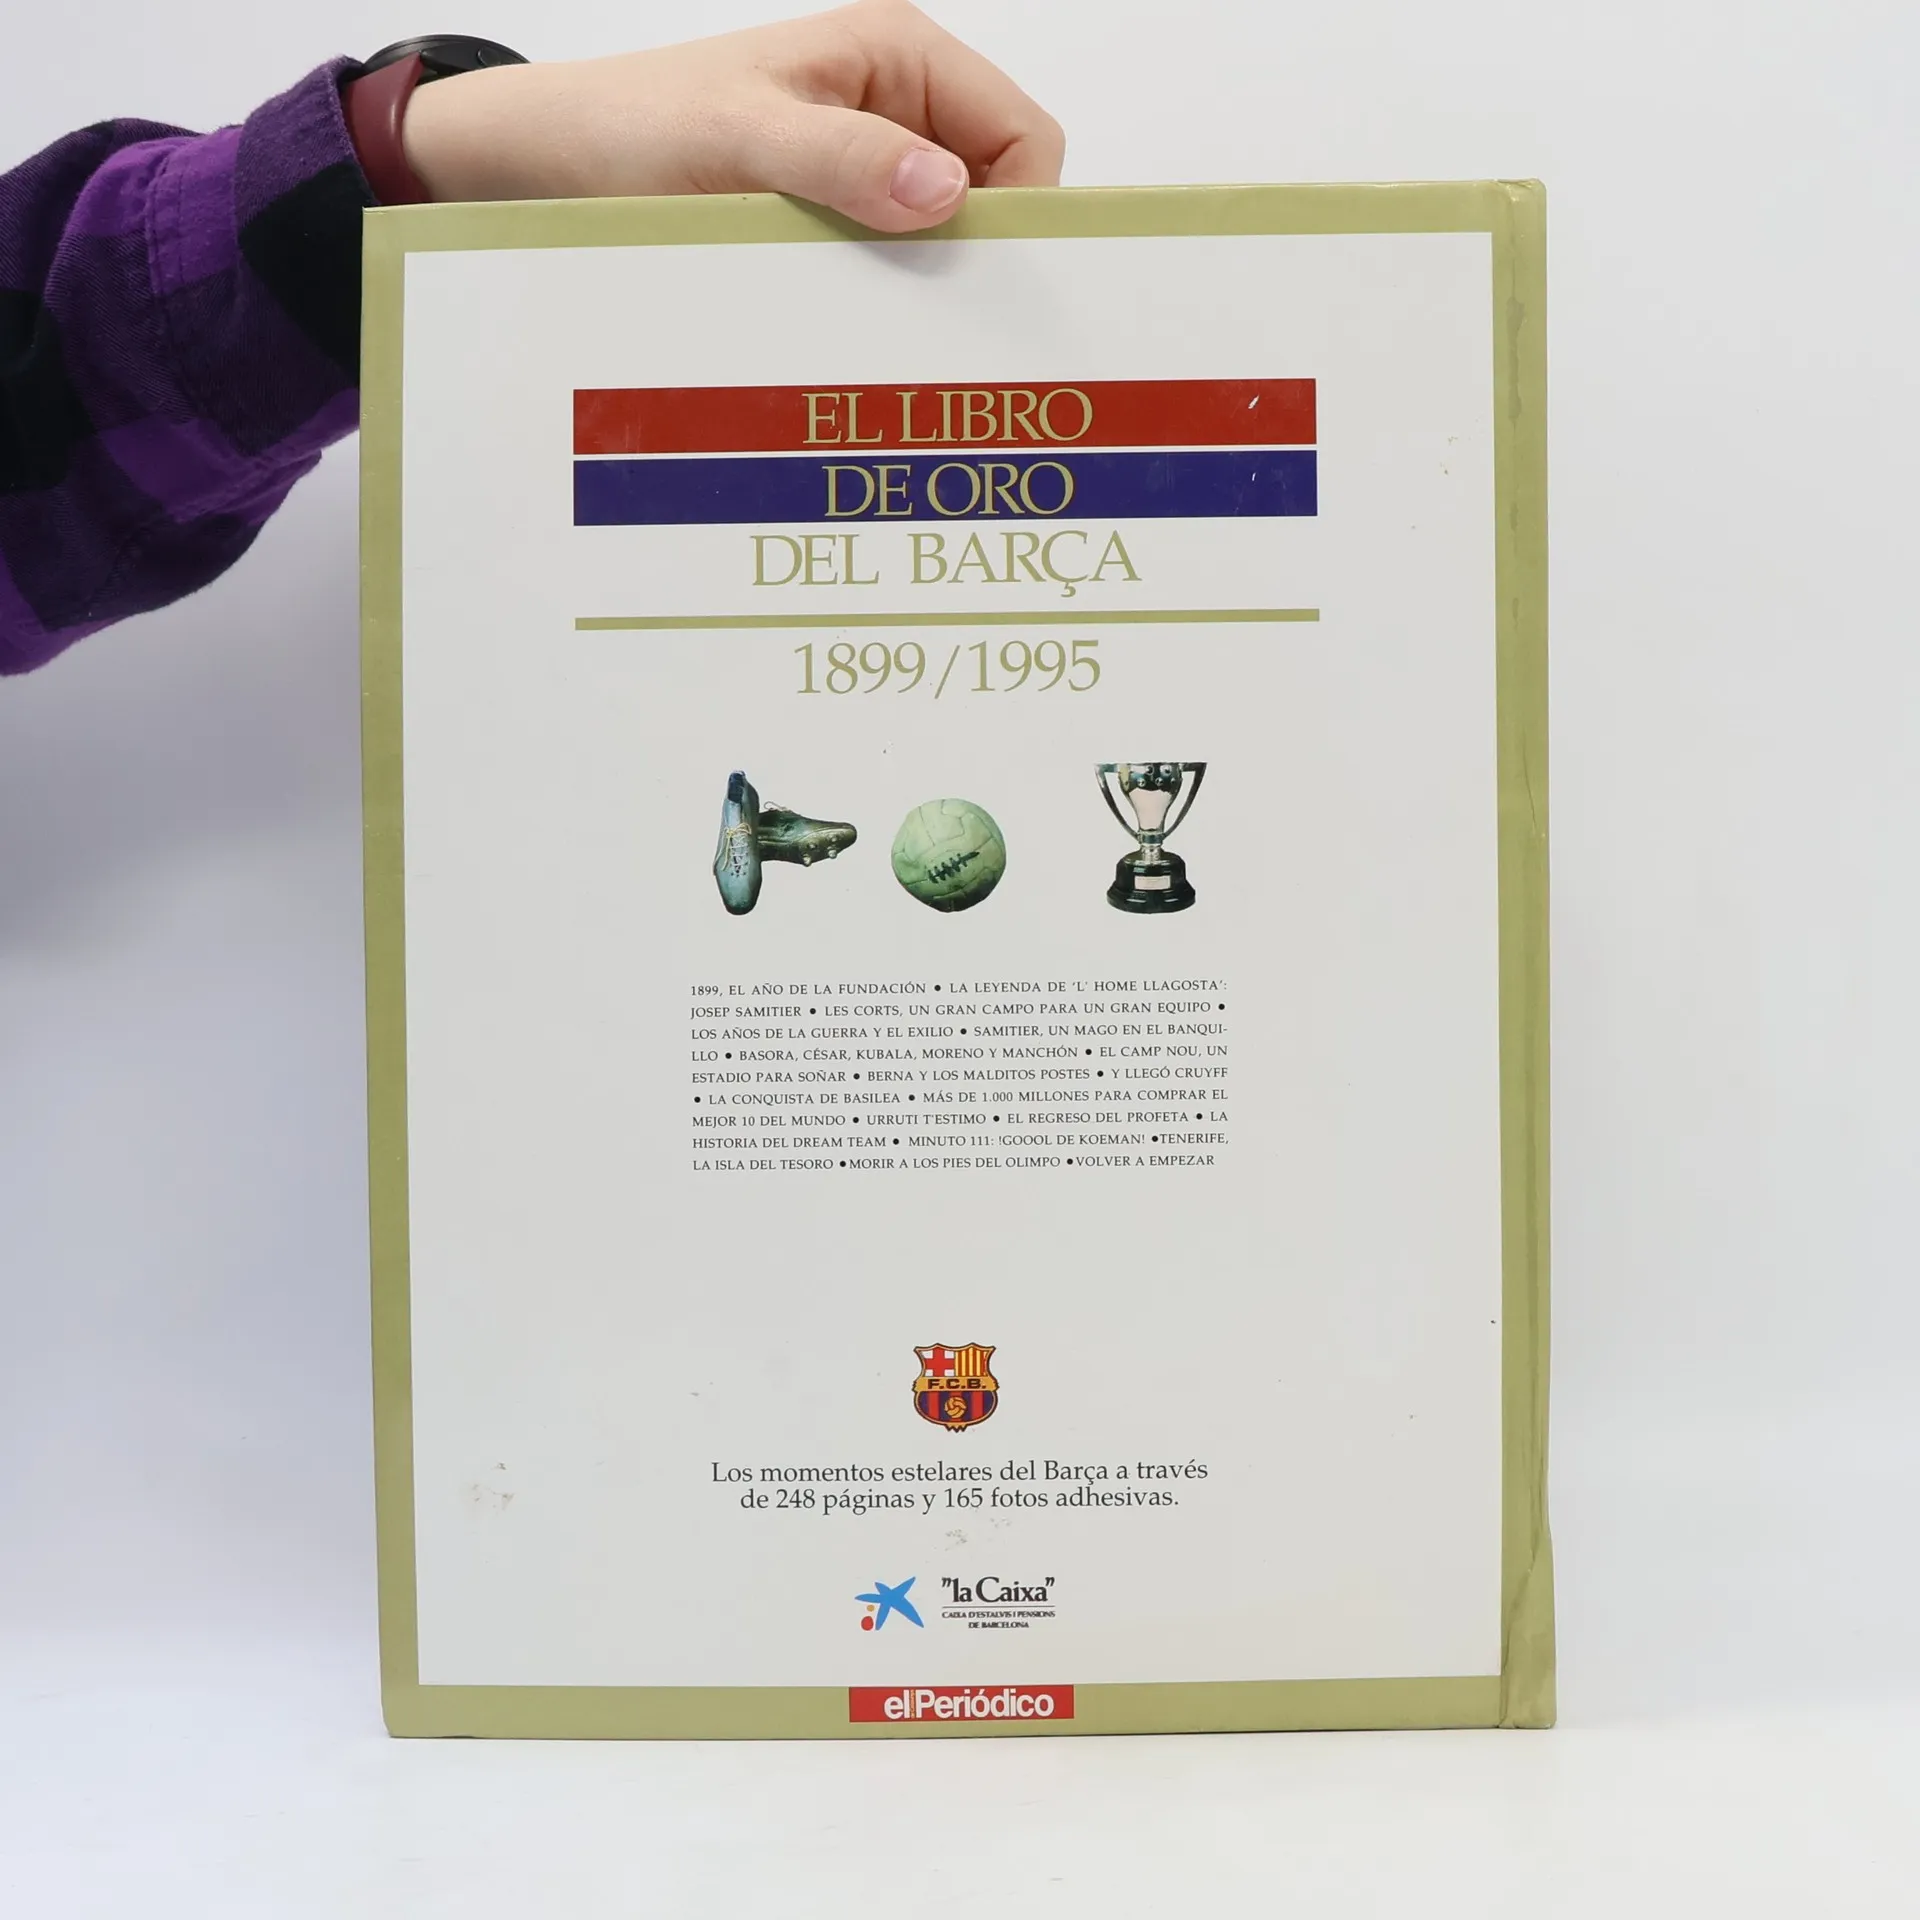 EL LIBRO
DE ORO
DEL BARÇA
1899/1995
1899, EL AÑO DE LA FUNDACIÓN • LA LEYENDA DE 'L' HOME LLAGOSTA':
JOSEP SAMITIER • LES CORTS, UN GRAN CAMPO PARA UN GRAN EQUIPO •
LOS AÑOS DE LA GUERRA Y EL EXILIO • SAMITIER, UN MAGO EN EL BANQUI-
LLO • BASORA, CÉSAR, KUBALA, MORENO Y MANCHÓN • EL CAMP NOU, UN
ESTADIO PARA SOÑAR • BERNA Y LOS MALDITOS POSTES • Y LLEGÓ CRUYFF
• LA CONQUISTA DE BASILEA • MÁS DE 1.000 MILLONES PARA COMPRAR EL
MEJOR 10 DEL MUNDO • URRUTI T'ESTIMO • EL REGRESO DEL PROFETA • LA
HISTORIA DEL DREAM TEAM • MINUTO 111: !GOOOL DE KOEMAN! •TENERIFE,
LA ISLA DEL TESORO •MORIR A LOS PIES DEL OLIMPO •VOLVER A EMPEZAR
F.C.B.
Los momentos estelares del Barça a través
de 248 páginas y 165 fotos adhesivas.
"la Caixa"
CAIXA D'ESTALVIS I PENSIONS
DE BARCELONA
el Periódico